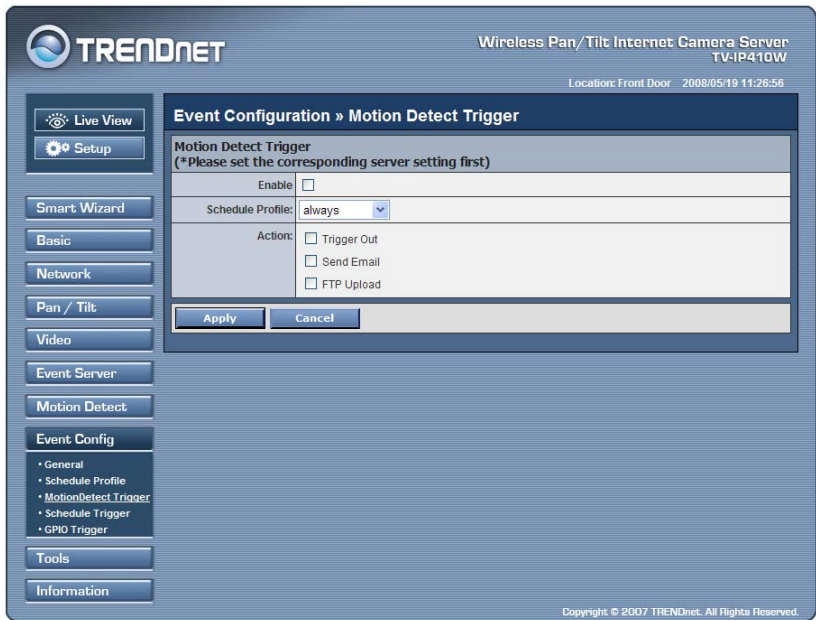 TRENDNET
Wireless Pan/Tilt Internet Camera Server
TV-IP410W
Location: Front Door 2008/05/19 11:26:56
Live View
Setup
Smart Wizard
Basic
Network
Pan / Tilt
Video
Event Server
Motion Detect
Event Config
• General
• Schedule Profile
• MotionDetect Trigger
• Schedule Trigger
• GPIO Trigger
Tools
Information
Event Configuration » Motion Detect Trigger
Motion Detect Trigger
(*Please set the corresponding server setting first)
Enable
Schedule Profile: always
Action: Trigger Out
Send Email
FTP Upload
Apply Cancel
Copyright © 2007 TRENDnet. All Rights Reserved.